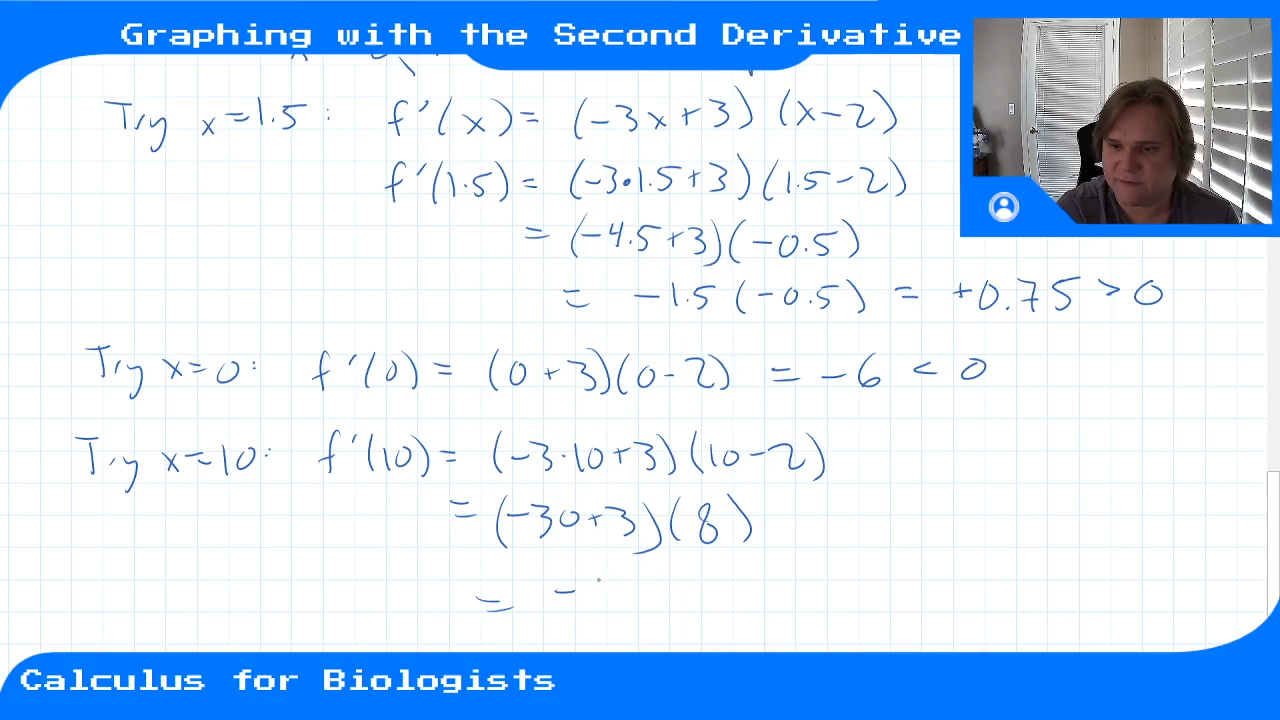 Graphing with the Second Derivative
Try x=1.5: f'(x)= (-3x+3) (x-2)
f'(1.5) = (-3·1.5+3)(1.5-2)
= (-4.5+3)(-0.5)
= -1.5 (-0.5) = +0.75 > 0
Try x=0: f'(0) = (0+3)(0-2) = -6 < 0
Try x=10: f'(10) = (-3·10+3)(10-2)
= (-30+3)(8)
= -
Calculus for Biologists